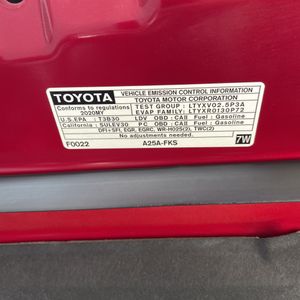 TOYOTA VEHICLE EMISSION CONTROL INFORMATION
TOYOTA MOTOR CORPORATION
Conforms to regulations TEST GROUP : LTYXV02.5P3A
2020MY EVAP FAMILY : LTYXR0130P72
U.S.EPA : T3B30 LDV OBD : CAII Fuel : Gasoline
California : SULEV30 PC OBD : CAII Fuel : Gasoline
DFI+SFI, EGR, EGRC, WR-HO2S(2), TWC(2)
No adjustments needed.
F0022 A25A-FKS 7W